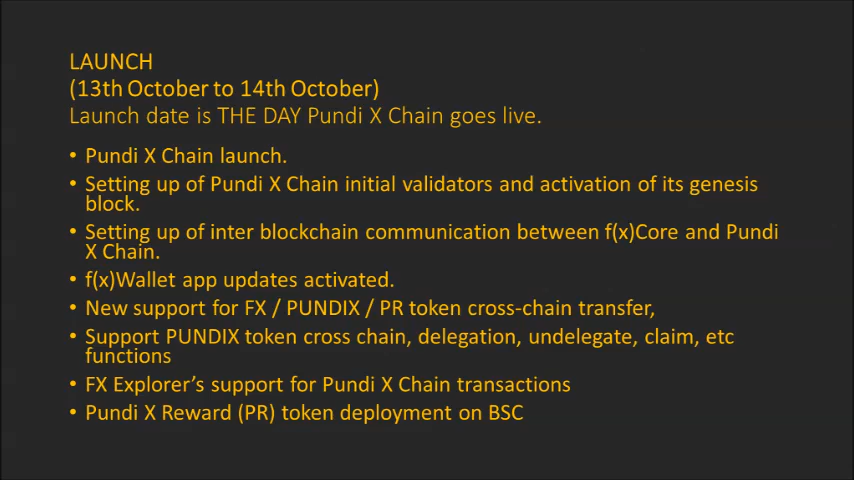 LAUNCH
(13th October to 14th October)
Launch date is THE DAY Pundi X Chain goes live.
• Pundi X Chain launch.
• Setting up of Pundi X Chain initial validators and activation of its genesis
block.
• Setting up of inter blockchain communication between f(x)Core and Pundi
X Chain.
• f(x)Wallet app updates activated.
• New support for FX / PUNDIX / PR token cross-chain transfer,
• Support PUNDIX token cross chain, delegation, undelegate, claim, etc
functions
• FX Explorer’s support for Pundi X Chain transactions
• Pundi X Reward (PR) token deployment on BSC